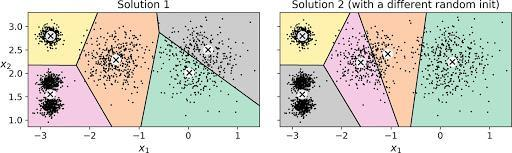 Solution 1
Solution 2 (with a different random init)
3.0
2.5
x₂
2.0
1.5
1.0
−3 −2 −1 0 1
x₁
−3 −2 −1 0 1
x₁